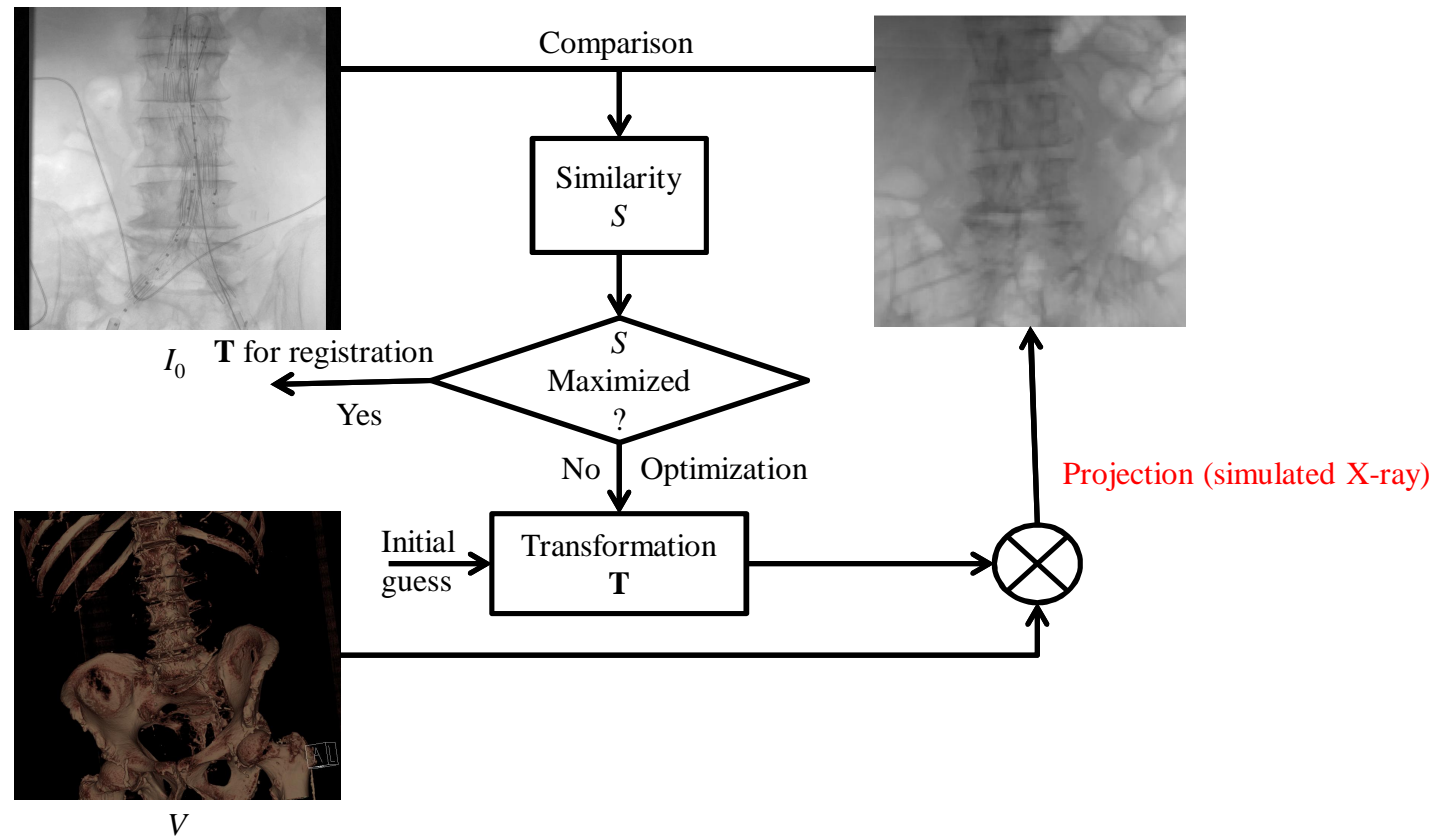 Comparison
Similarity
S
I0
T for registration
Yes
S
Maximized
?
No
Optimization
Projection (simulated X-ray)
Initial
guess
Transformation
T
A L
V